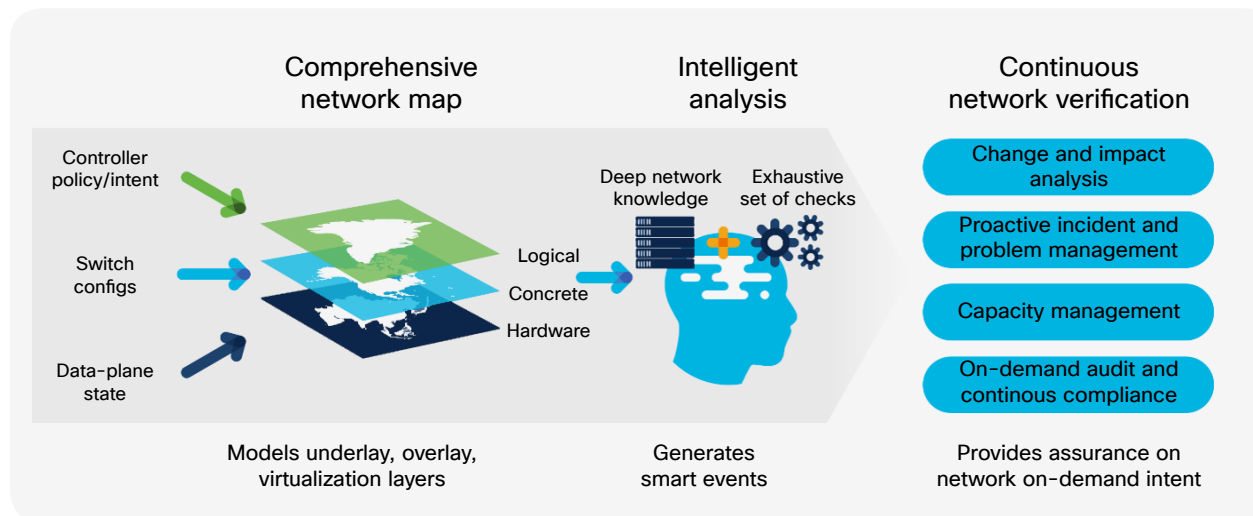 Comprehensive
network map
Intelligent
analysis
Continuous
network verification
Controller
policy/intent
Switch
configs
Data-plane
state
Logical
Concrete
Hardware
Deep network
knowledge
Exhaustive
set of checks
Change and impact
analysis
Proactive incident and
problem management
Capacity management
On-demand audit and
continous compliance
Models underlay, overlay,
virtualization layers
Generates
smart events
Provides assurance on
network on-demand intent